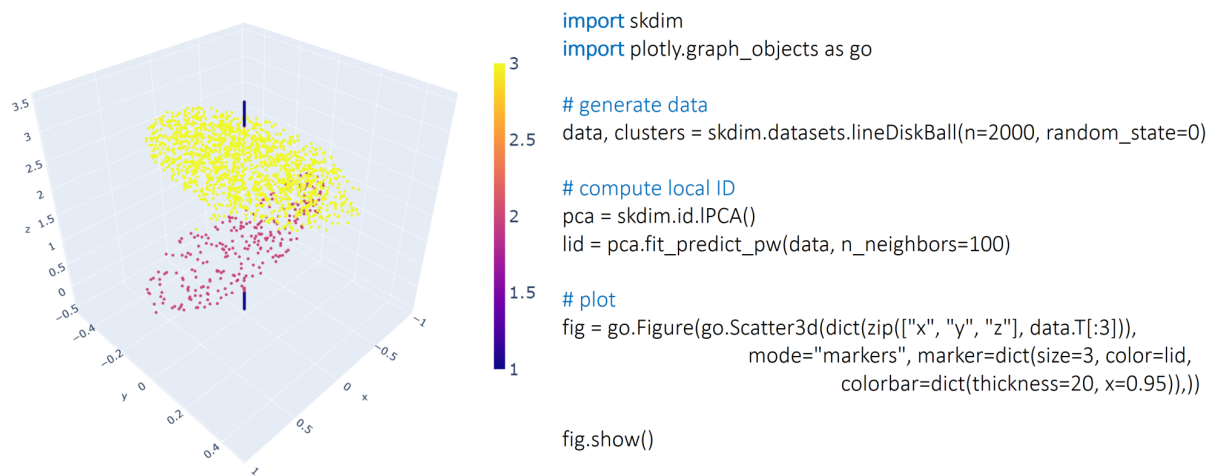 3.5
3
2.5
2
z 1.5
1
0.5
0
−0.5
−0.4
−0.2
y 0
0.2
0.4
−1
−0.5
0 x
0.5
1
3
2.5
2
1.5
1
import skdim
import plotly.graph_objects as go
# generate data
data, clusters = skdim.datasets.lineDiskBall(n=2000, random_state=0)
# compute local ID
pca = skdim.id.lPCA()
lid = pca.fit_predict_pw(data, n_neighbors=100)
# plot
fig = go.Figure(go.Scatter3d(dict(zip(["x", "y", "z"], data.T[:3])),
mode="markers", marker=dict(size=3, color=lid,
colorbar=dict(thickness=20, x=0.95)),))
fig.show()